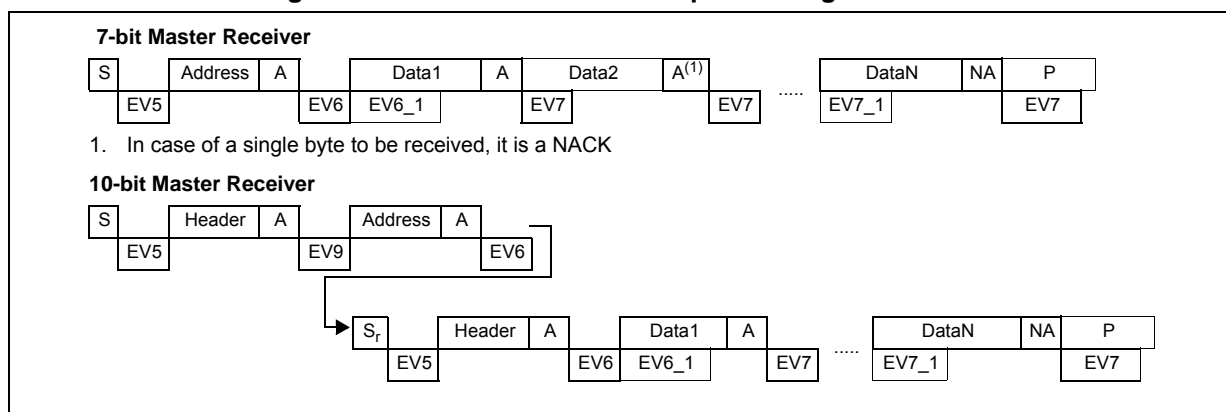 7-bit Master Receiver
S Address A Data1 A Data2 A(1) ..... DataN NA P
EV5 EV6 EV6_1 EV7 EV7 EV7_1 EV7
1. In case of a single byte to be received, it is a NACK
10-bit Master Receiver
S Header A Address A
EV5 EV9 EV6
Sr Header A Data1 A ..... DataN NA P
EV5 EV6 EV6_1 EV7 EV7_1 EV7